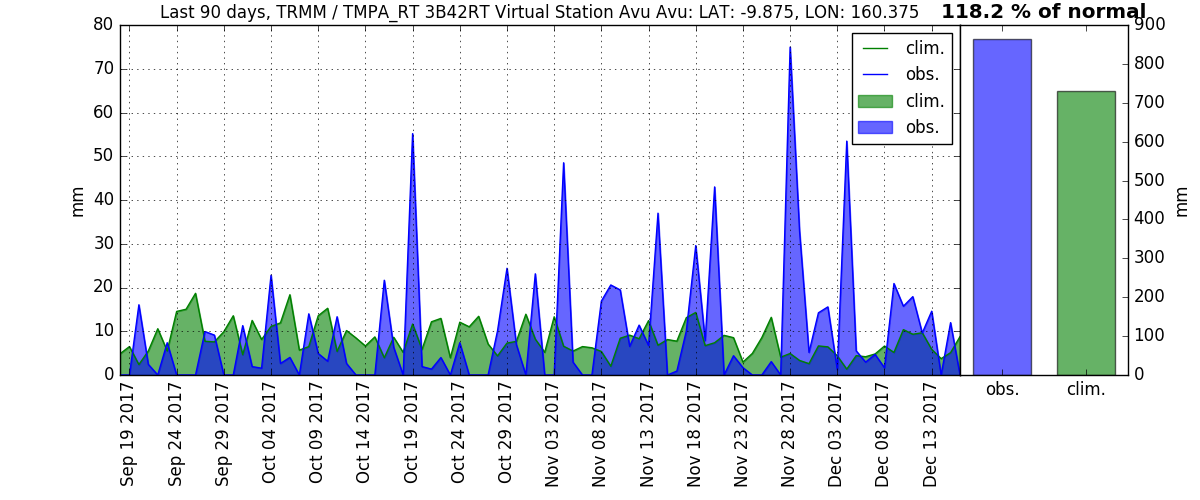 Last 90 days, TRMM / TMPA_RT 3B42RT Virtual Station Avu Avu: LAT: -9.875, LON: 160.375
118.2 % of normal
80
70
60
50
40
30
20
10
0
mm
clim.
obs.
clim.
obs.
900
800
700
600
500
400
300
200
100
0
mm
Sep 19 2017
Sep 24 2017
Sep 29 2017
Oct 04 2017
Oct 09 2017
Oct 14 2017
Oct 19 2017
Oct 24 2017
Oct 29 2017
Nov 03 2017
Nov 08 2017
Nov 13 2017
Nov 18 2017
Nov 23 2017
Nov 28 2017
Dec 03 2017
Dec 08 2017
Dec 13 2017
obs.
clim.